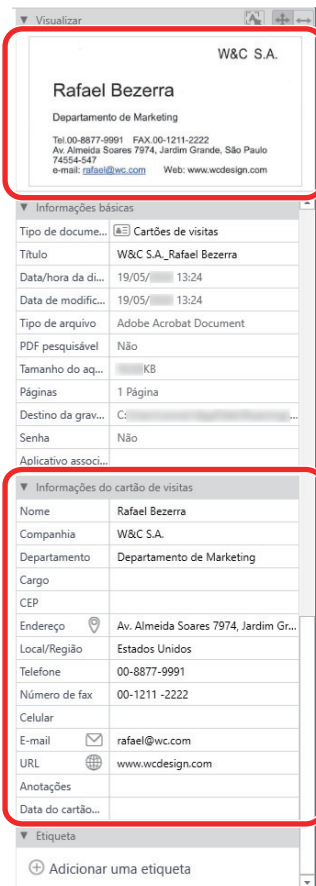 ▼ Visualizar
W&C S.A.
Rafael Bezerra
Departamento de Marketing
Tel.00-8877-9991 FAX.00-1211-2222
Av. Almeida Soares 7974, Jardim Grande, São Paulo
74554-547
e-mail: rafael@wc.com Web: www.wcdesign.com
▼ Informações básicas
Tipo de docume... Cartões de visitas
Título W&C S.A._Rafael Bezerra
Data/hora da di... 19/05/ 13:24
Data de modific... 19/05/ 13:24
Tipo de arquivo Adobe Acrobat Document
PDF pesquisável Não
Tamanho do aq... KB
Páginas 1 Página
Destino da grav... C: ...
Senha Não
Aplicativo associ...
▼ Informações do cartão de visitas
Nome Rafael Bezerra
Companhia W&C S.A.
Departamento Departamento de Marketing
Cargo
CEP
Endereço Av. Almeida Soares 7974, Jardim Gr...
Local/Região Estados Unidos
Telefone 00-8877-9991
Número de fax 00-1211 -2222
Celular
E-mail rafael@wc.com
URL www.wcdesign.com
Anotações
Data do cartão...
▼ Etiqueta
Adicionar uma etiqueta